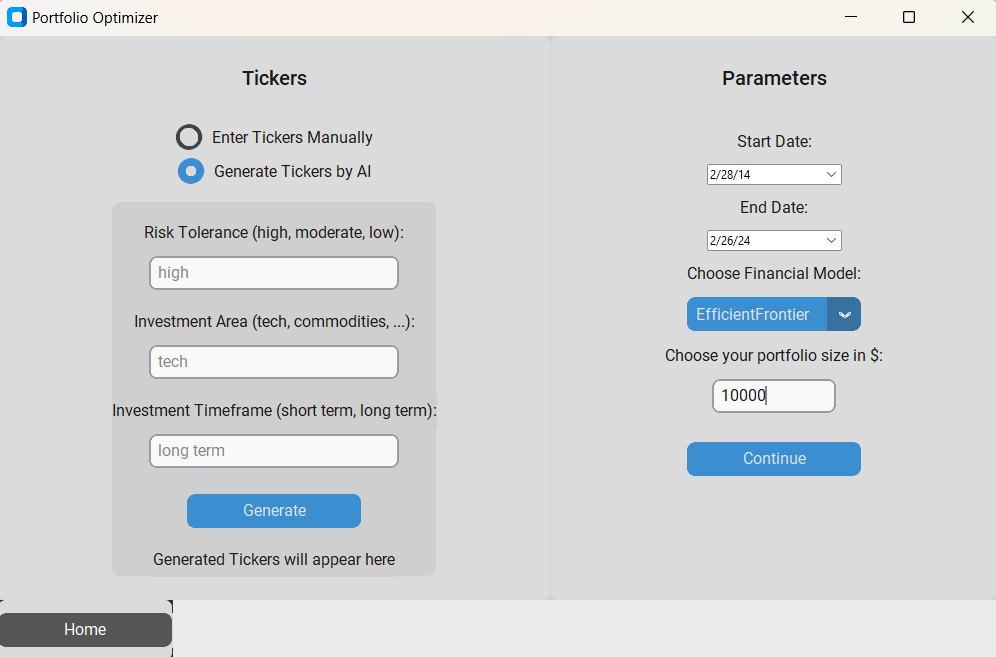 Portfolio Optimizer
Tickers
Enter Tickers Manually
Generate Tickers by AI
Risk Tolerance (high, moderate, low):
high
Investment Area (tech, commodities, ...):
tech
Investment Timeframe (short term, long term):
long term
Generate
Generated Tickers will appear here
Parameters
Start Date:
2/28/14
End Date:
2/26/24
Choose Financial Model:
EfficientFrontier
Choose your portfolio size in $:
10000
Continue
Home